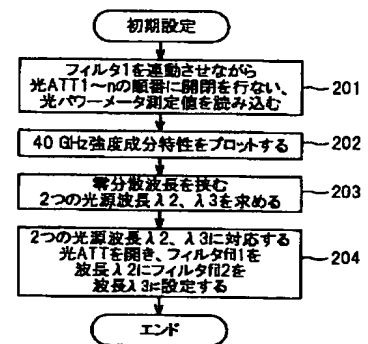 初期設定
フィルタ1を連動させながら
光ATT1～nの順番に開閉を行ない、
光パワーメータ測定値を読み込む
201
40 GHz強度成分特性をプロットする
202
零分散波長を挟む
2つの光源波長λ2、λ3を求める
203
2つの光源波長λ2、λ3に対応する
光ATTを開き、フィルタfil1を
波長λ2にフィルタfil2を
波長λ3に設定する
204
エンド